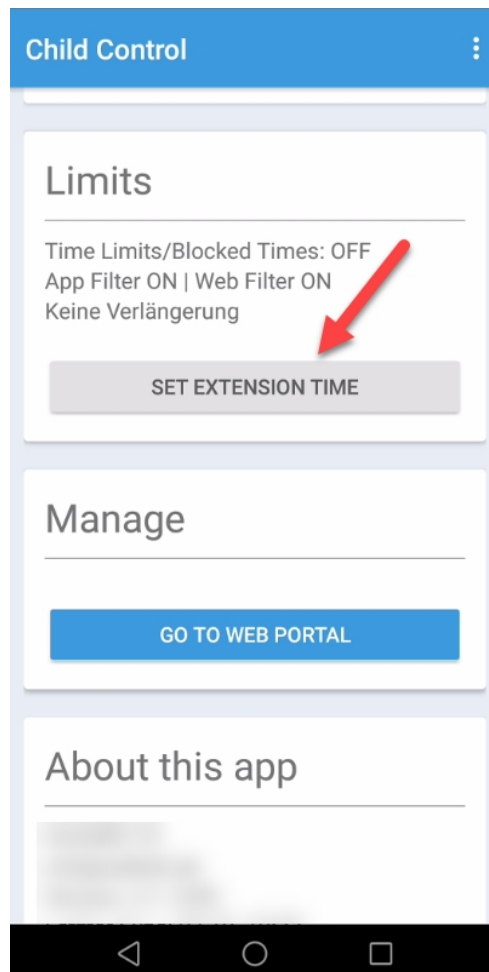 Child Control
Limits
Time Limits/Blocked Times: OFF
App Filter ON | Web Filter ON
Keine Verlängerung
SET EXTENSION TIME
Manage
GO TO WEB PORTAL
About this app